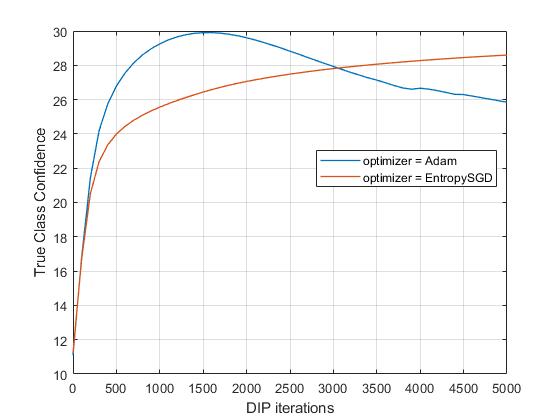 30
28
26
24
22
20
18
16
14
12
10
True Class Confidence
optimizer = Adam
optimizer = EntropySGD
0 500 1000 1500 2000 2500 3000 3500 4000 4500 5000
DIP iterations